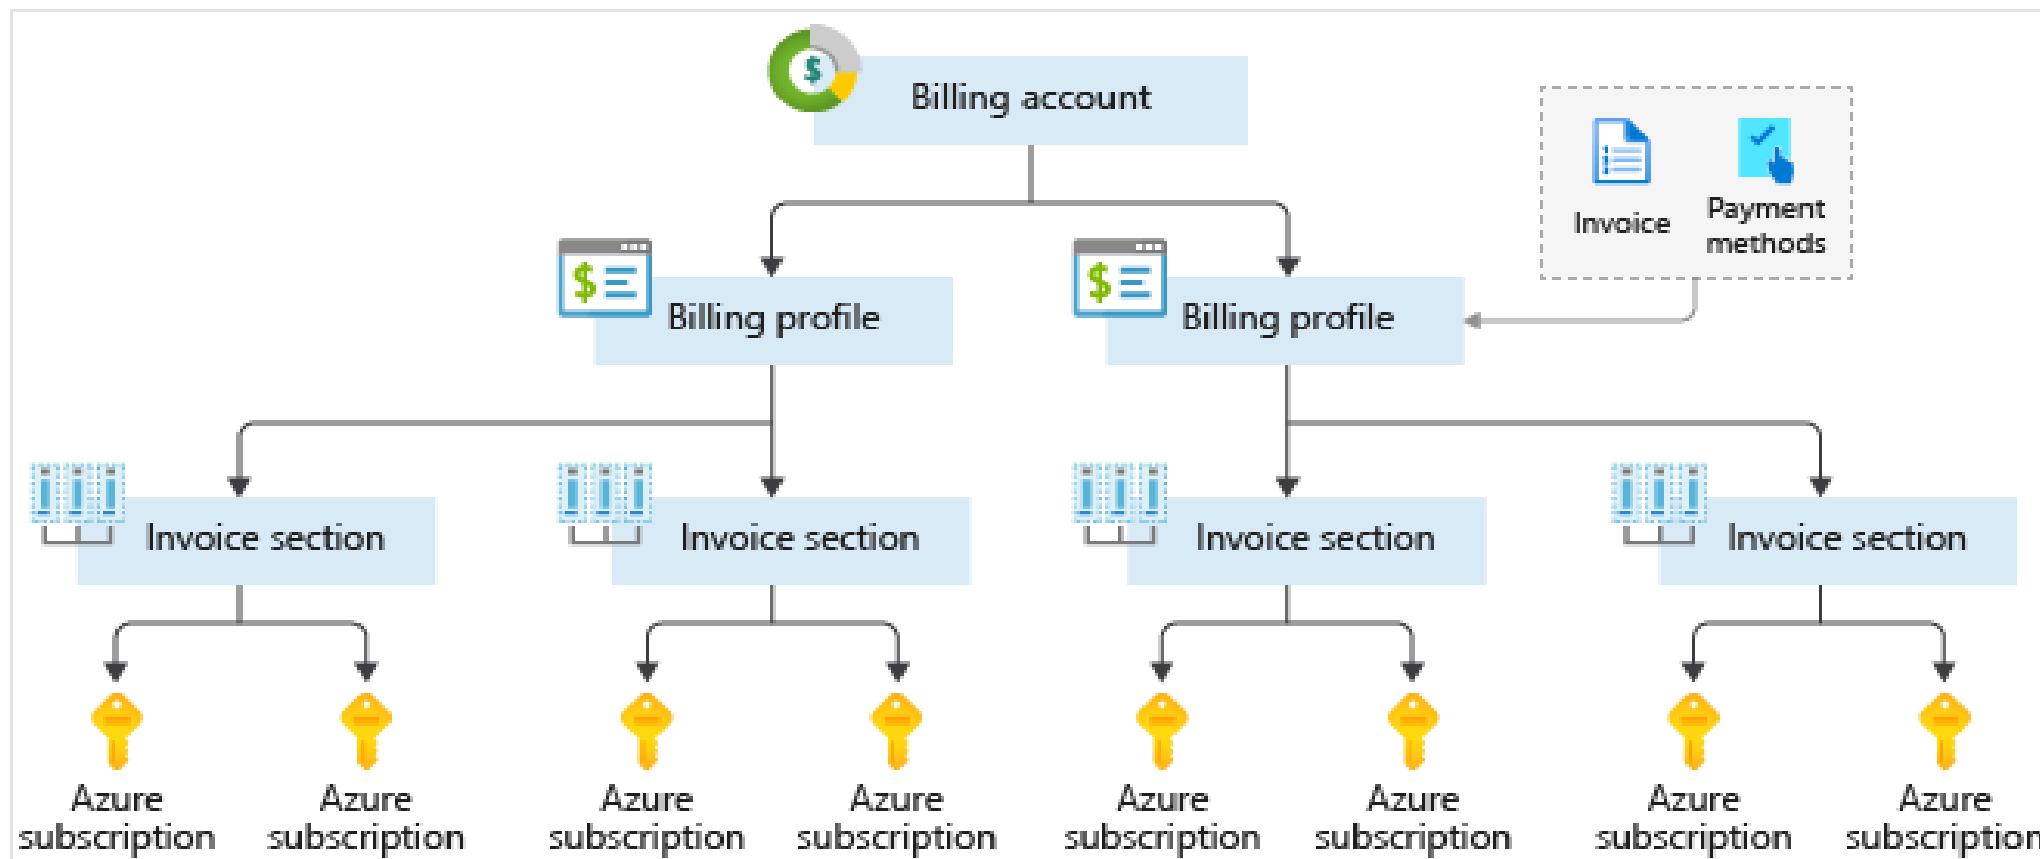 Billing account
Invoice
Payment
methods
Billing profile
Billing profile
Invoice section
Invoice section
Invoice section
Invoice section
Azure
subscription
Azure
subscription
Azure
subscription
Azure
subscription
Azure
subscription
Azure
subscription
Azure
subscription
Azure
subscription